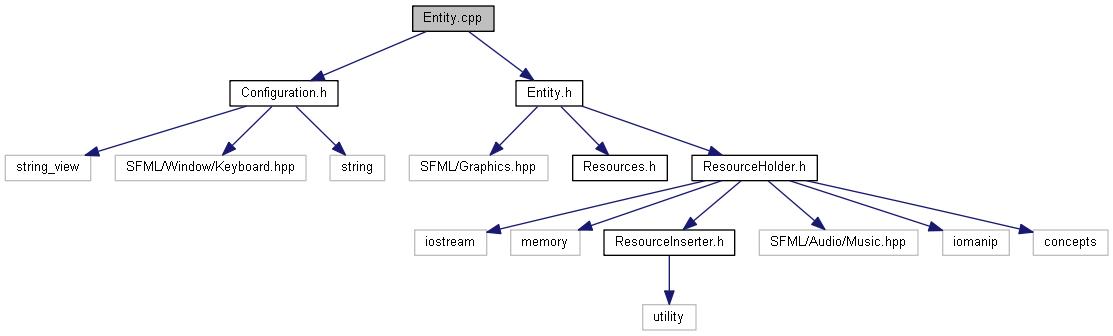 Entity.cpp
Configuration.h
Entity.h
string_view
SFML/Window/Keyboard.hpp
string
SFML/Graphics.hpp
Resources.h
ResourceHolder.h
iostream
memory
ResourceInserter.h
SFML/Audio/Music.hpp
iomanip
concepts
utility